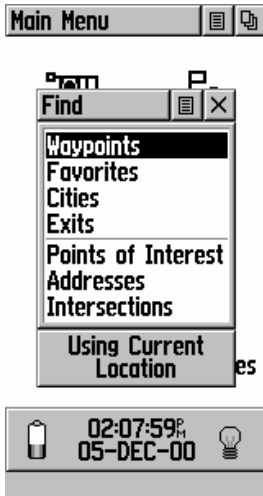 Main Menu
Find
Waypoints
Favorites
Cities
Exits
Points of Interest
Addresses
Intersections
Using Current
Location
es
02:07:59PM
05-DEC-00